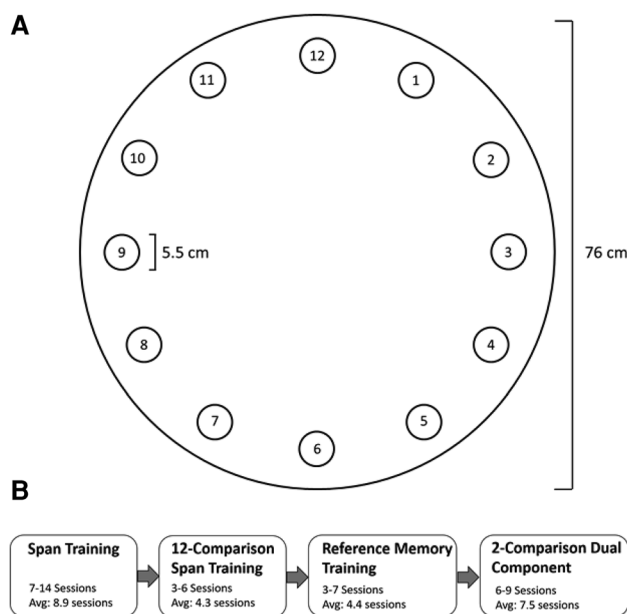 A
12
11
1
10
2
9
5.5 cm
3
76 cm
8
4
7
5
6
B
Span Training
7-14 Sessions
Avg: 8.9 sessions
12-Comparison
Span Training
3-6 Sessions
Avg: 4.3 sessions
Reference Memory
Training
3-7 Sessions
Avg: 4.4 sessions
2-Comparison Dual
Component
6-9 Sessions
Avg: 7.5 sessions